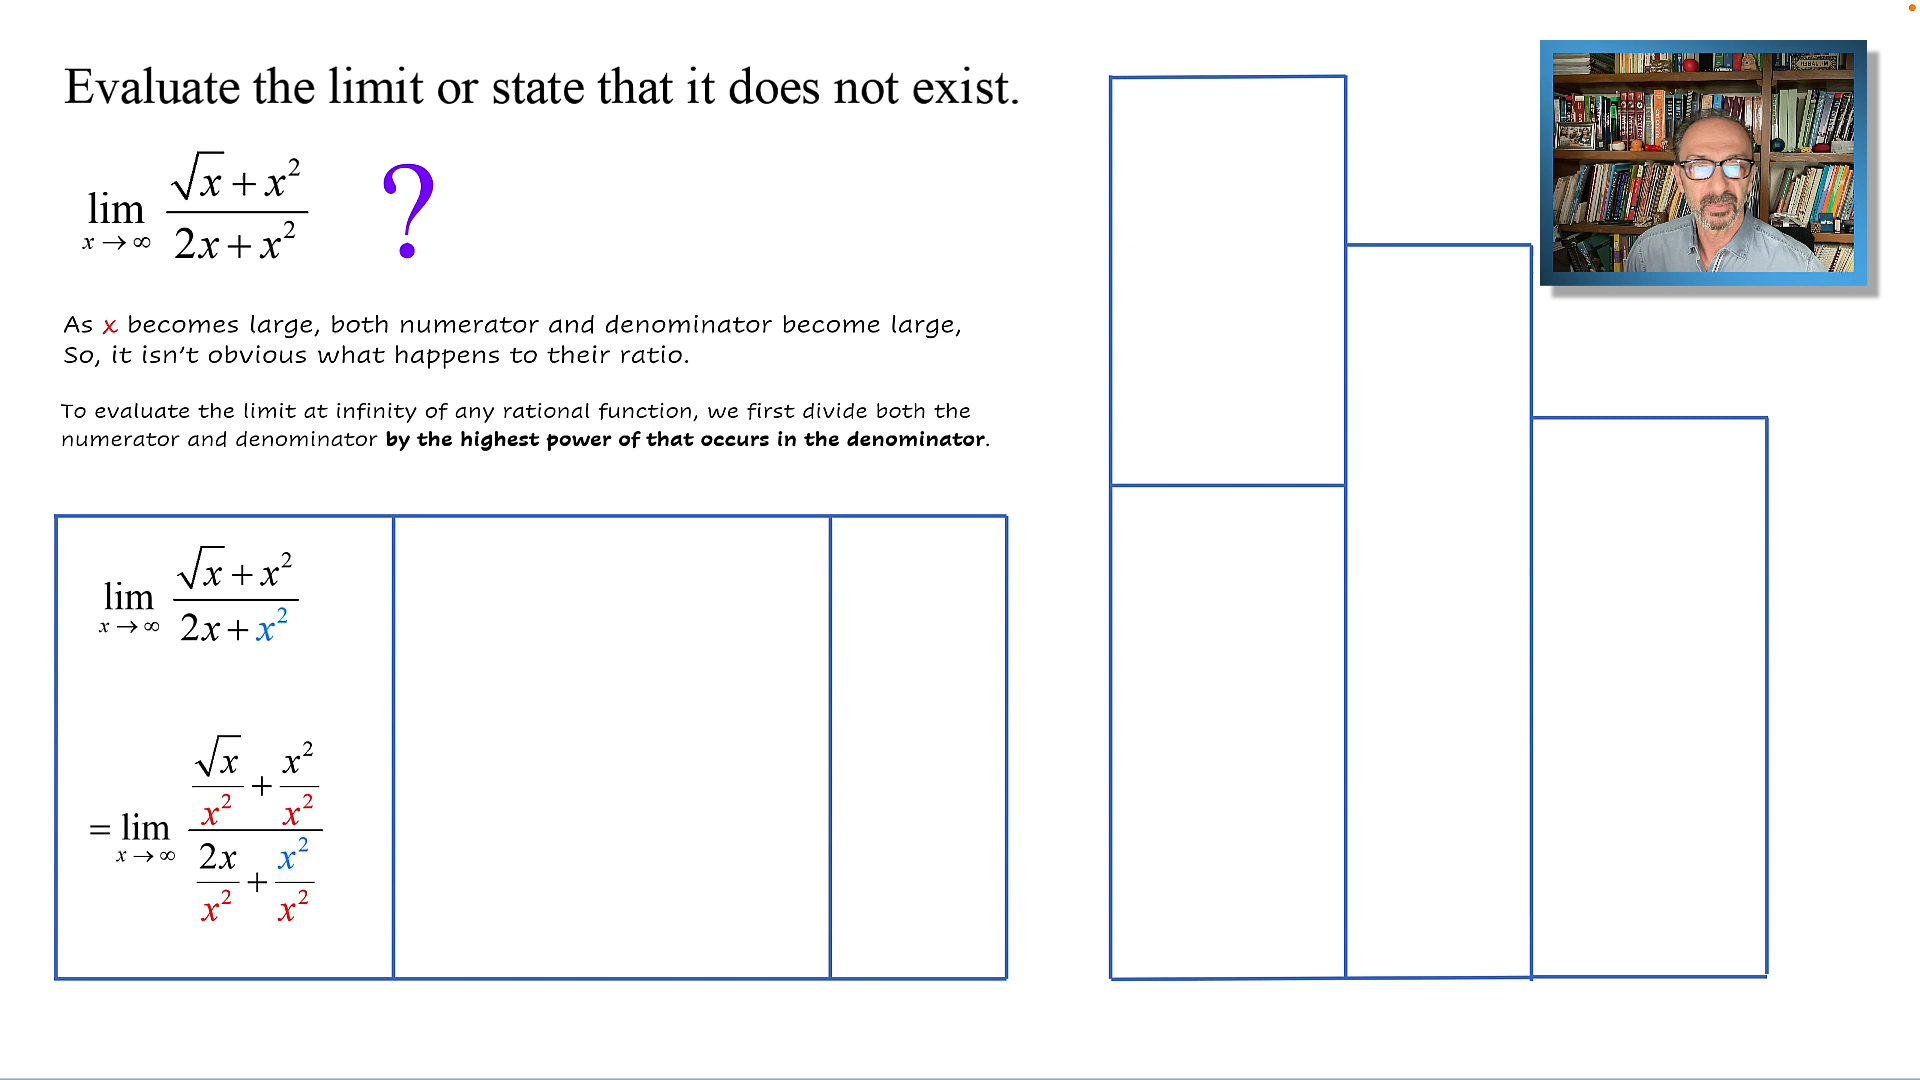 Evaluate the limit or state that it does not exist.
lim x→∞ (√x + x²)/(2x + x²) ?
As x becomes large, both numerator and denominator become large,
So, it isn't obvious what happens to their ratio.
To evaluate the limit at infinity of any rational function, we first divide both the
numerator and denominator by the highest power of that occurs in the denominator.
lim x→∞ (√x + x²)/(2x + x²)
= lim x→∞ (√x/x² + x²/x²)/(2x/x² + x²/x²)